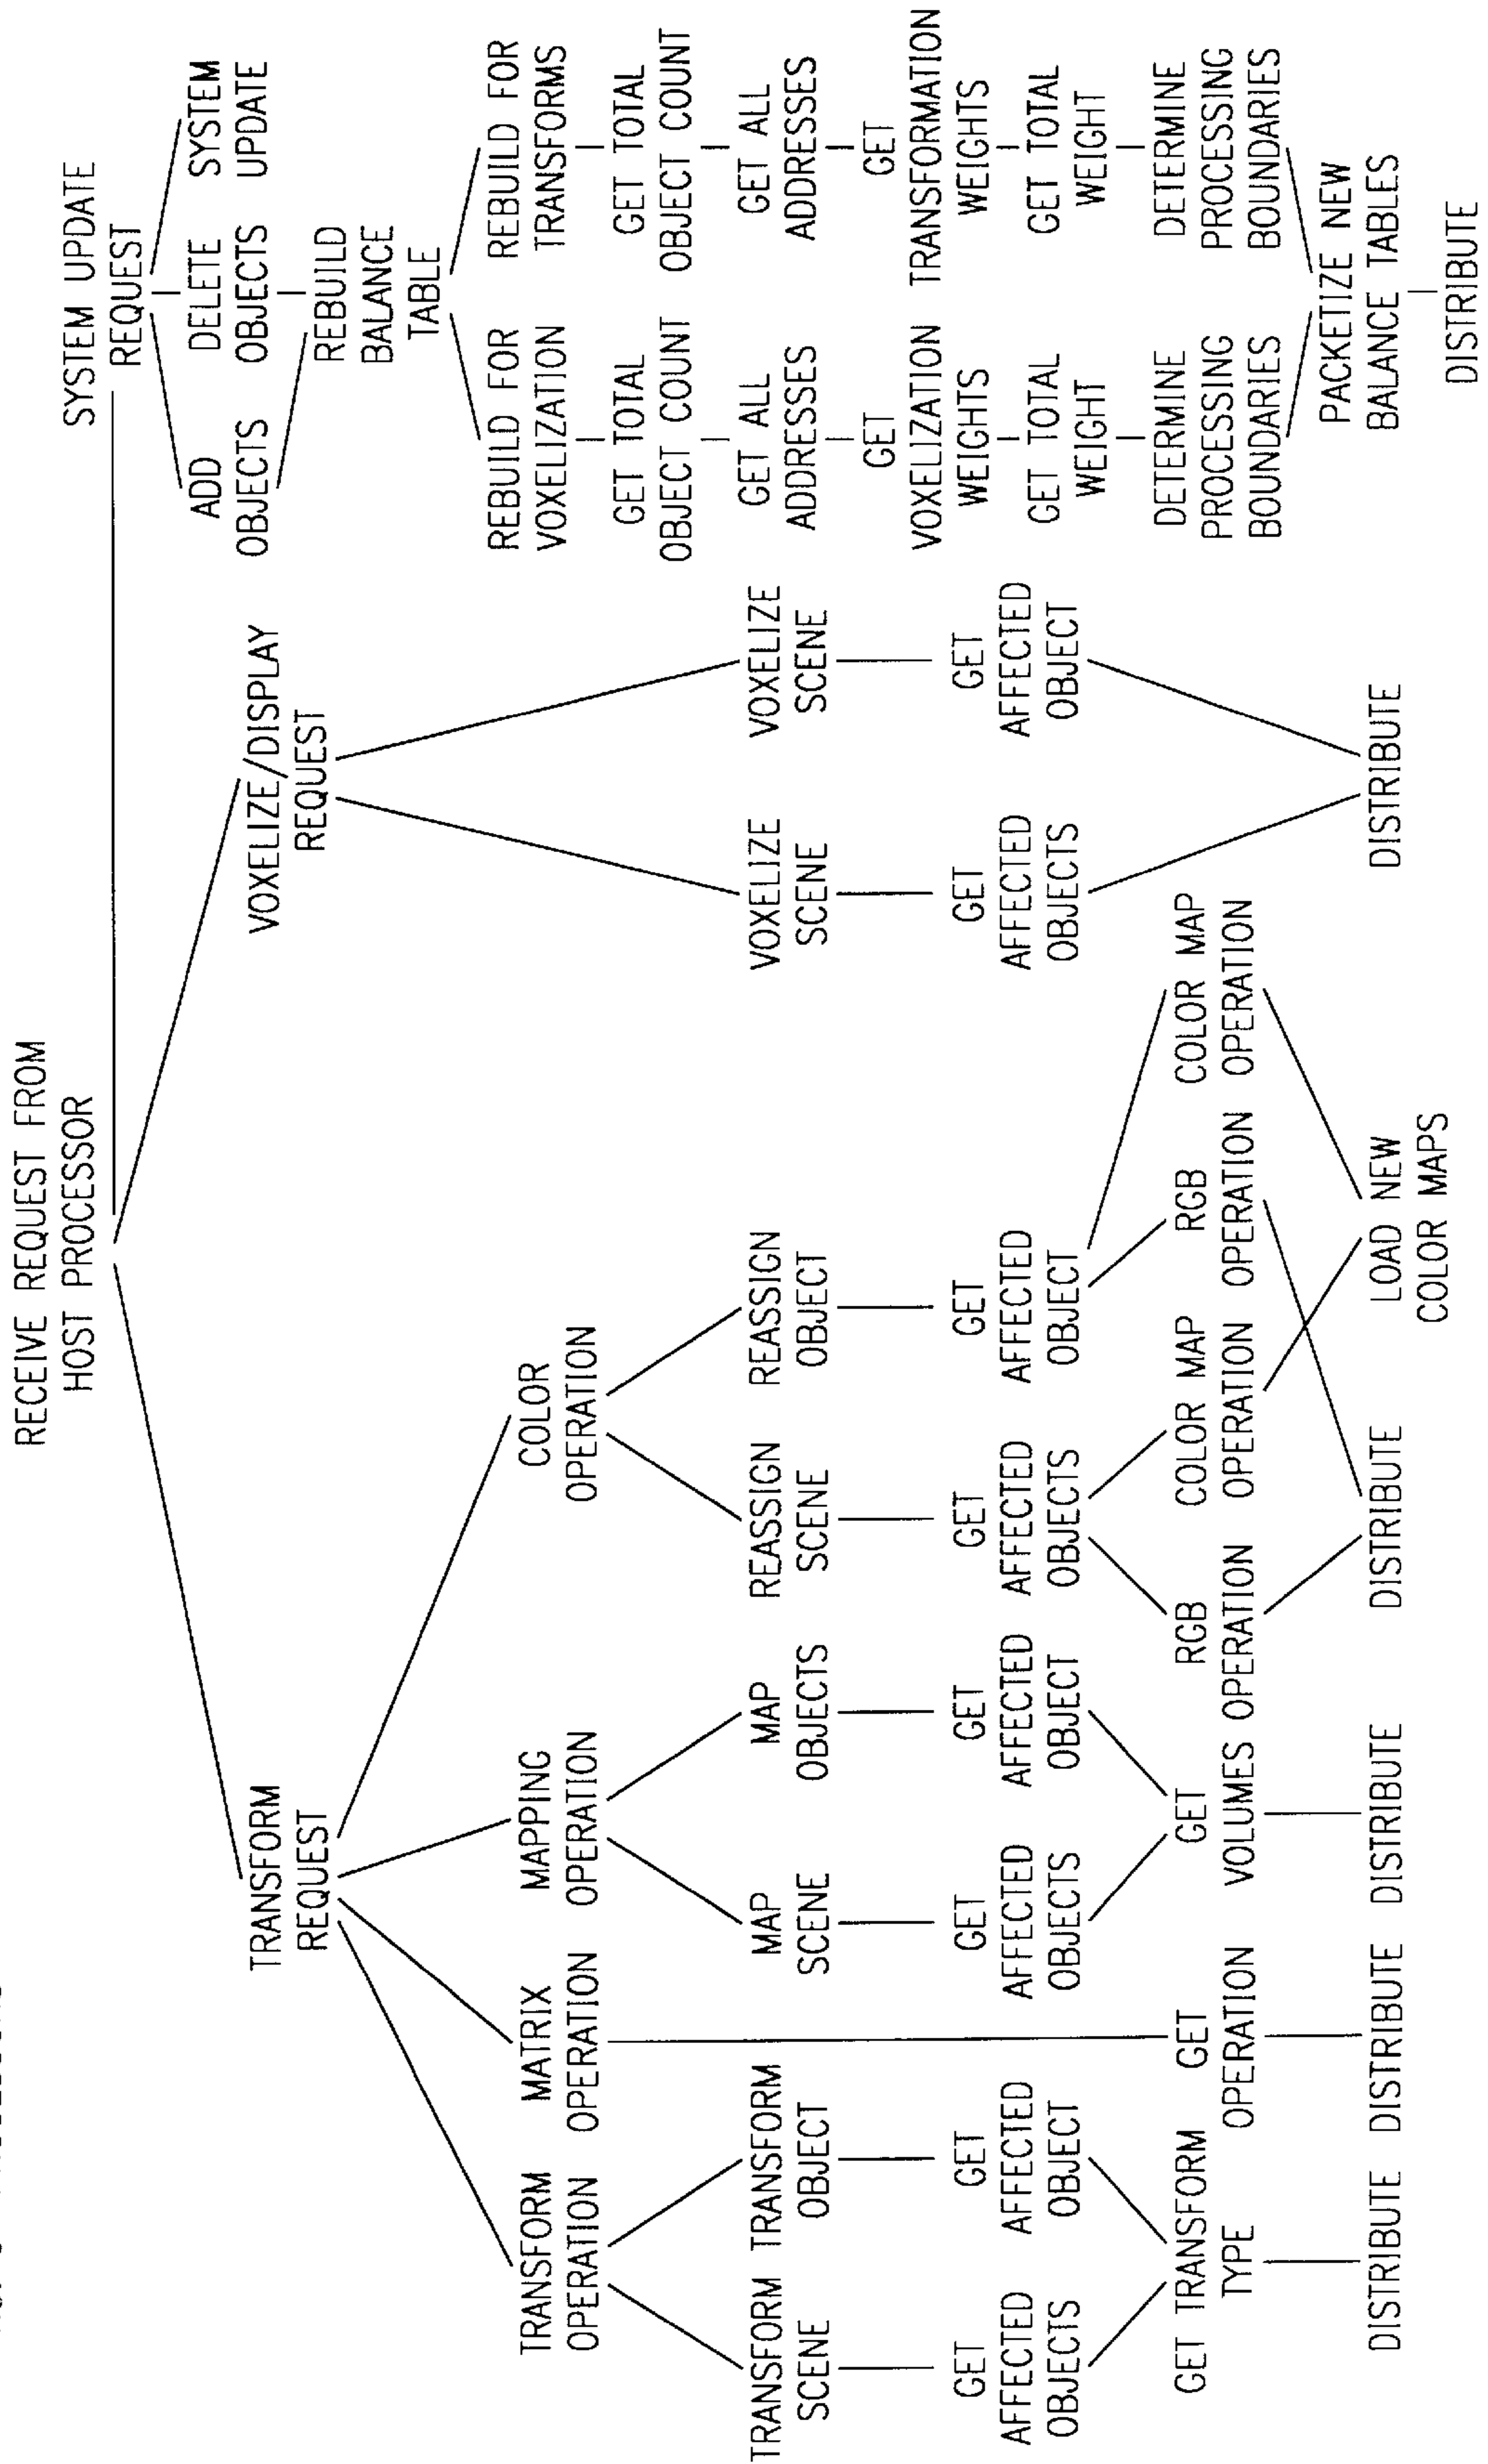 RECEIVE REQUEST FROM
HOST PROCESSOR
SYSTEM UPDATE
REQUEST
ADD
OBJECTS
DELETE
OBJECTS
SYSTEM
UPDATE
REBUILD
BALANCE
TABLE
REBUILD FOR
VOXELIZATION
GET TOTAL
OBJECT COUNT
GET ALL
ADDRESSES
GET
VOXELIZATION
WEIGHTS
GET TOTAL
WEIGHT
DETERMINE
PROCESSING
BOUNDARIES
REBUILD FOR
TRANSFORMS
GET TOTAL
OBJECT COUNT
GET ALL
ADDRESSES
GET
TRANSFORMATION
WEIGHTS
GET TOTAL
WEIGHT
DETERMINE
PROCESSING
BOUNDARIES
PACKETIZE NEW
BALANCE TABLES
DISTRIBUTE
VOXELIZE/DISPLAY
REQUEST
VOXELIZE
SCENE
GET
AFFECTED
OBJECTS
VOXELIZE
SCENE
GET
AFFECTED
OBJECT
DISTRIBUTE
TRANSFORM
REQUEST
TRANSFORM
OPERATION
TRANSFORM
SCENE
GET
AFFECTED
OBJECTS
TRANSFORM
OBJECT
GET
AFFECTED
OBJECT
GET TRANSFORM
TYPE
DISTRIBUTE
MATRIX
OPERATION
GET
OPERATION
DISTRIBUTE
MAPPING
OPERATION
MAP
SCENE
GET
AFFECTED
OBJECTS
MAP
OBJECTS
GET
AFFECTED
OBJECT
GET
VOLUMES
DISTRIBUTE
COLOR
OPERATION
REASSIGN
SCENE
GET
AFFECTED
OBJECTS
REASSIGN
OBJECT
GET
AFFECTED
OBJECT
RGB
OPERATION
COLOR MAP
OPERATION
RGB
OPERATION
COLOR MAP
OPERATION
DISTRIBUTE
LOAD NEW
COLOR MAPS